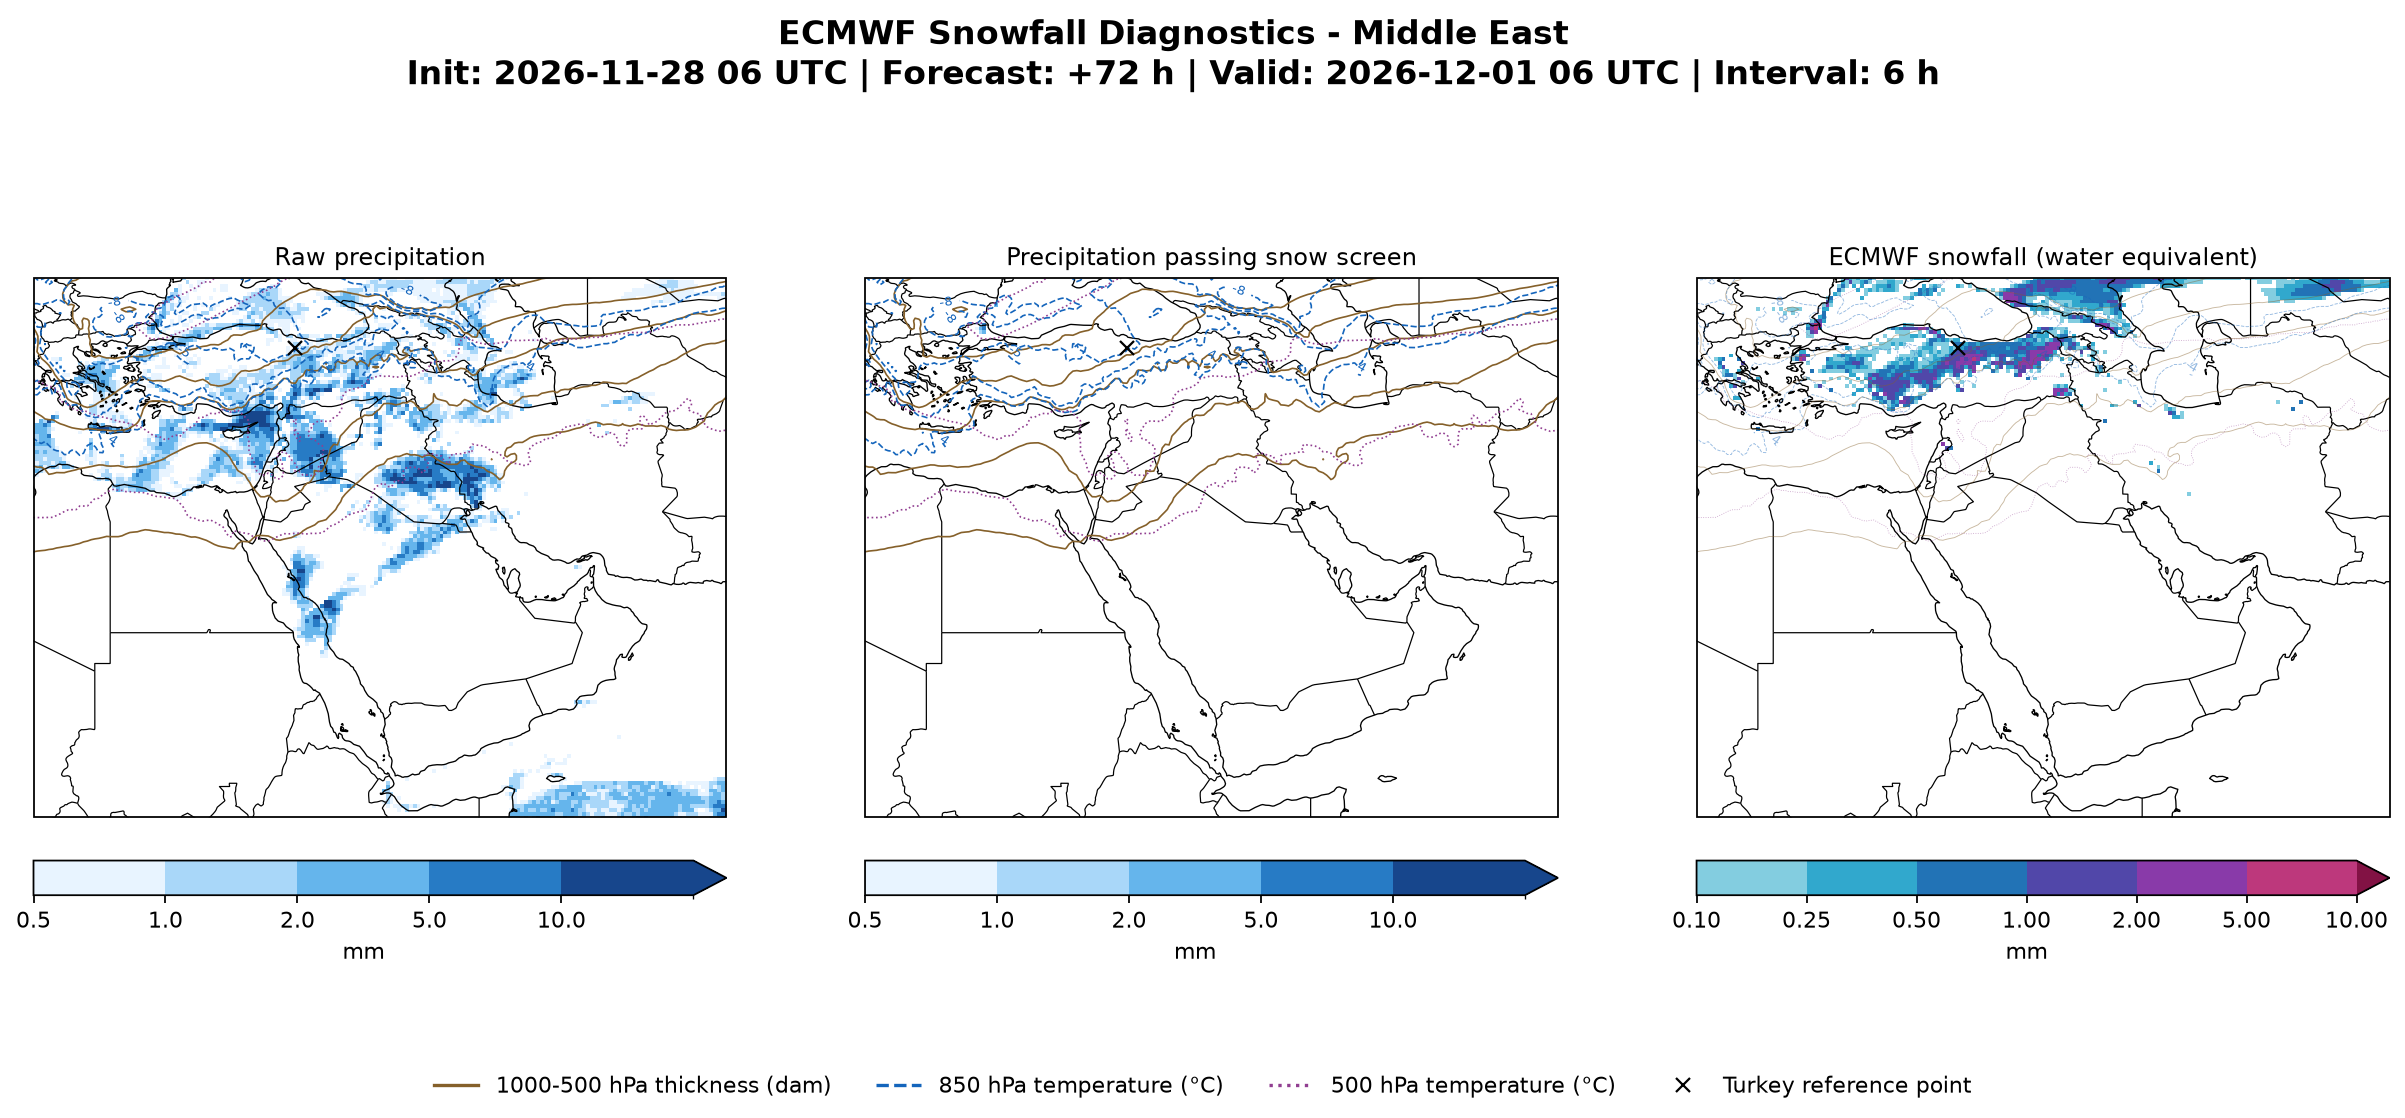 ECMWF Snowfall Diagnostics - Middle East
Init: 2026-11-28 06 UTC | Forecast: +72 h | Valid: 2026-12-01 06 UTC | Interval: 6 h
Raw precipitation
Precipitation passing snow screen
ECMWF snowfall (water equivalent)
0.5 1.0 2.0 5.0 10.0
mm
0.5 1.0 2.0 5.0 10.0
mm
0.10 0.25 0.50 1.00 2.00 5.00 10.00
mm
1000-500 hPa thickness (dam)
850 hPa temperature (°C)
500 hPa temperature (°C)
Turkey reference point